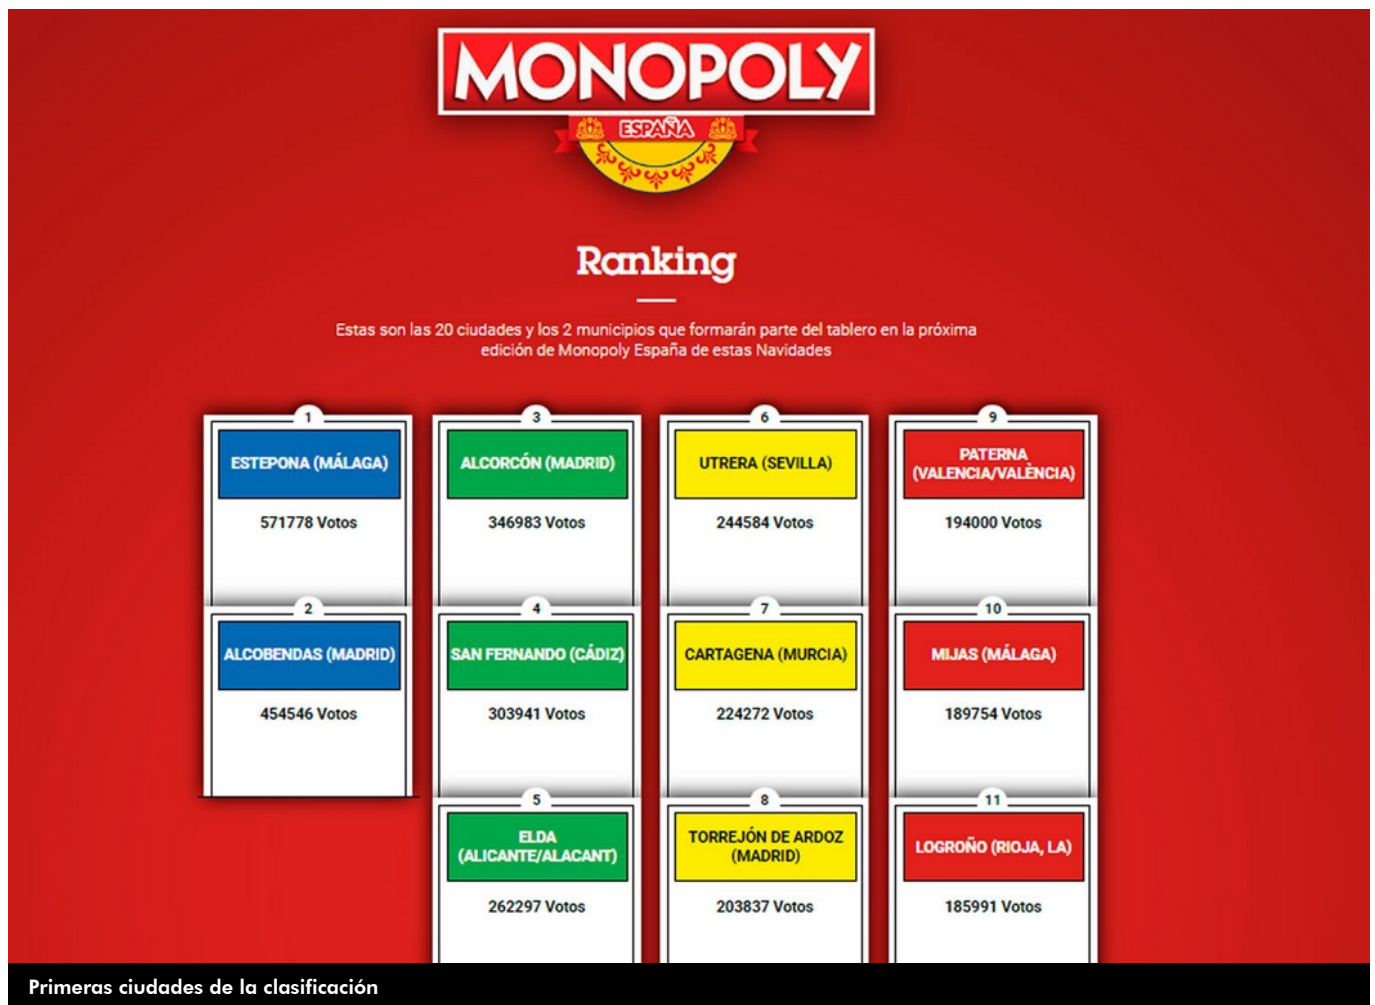 MONOPOLY
ESPAÑA
Ranking
Estas son las 20 ciudades y los 2 municipios que formarán parte del tablero en la próxima
edición de Monopoly España de estas Navidades
1
ESTEPONA (MÁLAGA)
571778 Votos
2
ALCOBENDAS (MADRID)
454546 Votos
3
ALCORCÓN (MADRID)
346983 Votos
4
SAN FERNANDO (CÁDIZ)
303941 Votos
5
ELDA
(ALICANTE/ALACANT)
262297 Votos
6
UTRERA (SEVILLA)
244584 Votos
7
CARTAGENA (MURCIA)
224272 Votos
8
TORREJÓN DE ARDOZ
(MADRID)
203837 Votos
9
PATERNA
(VALENCIA/VALÈNCIA)
194000 Votos
10
MIJAS (MÁLAGA)
189754 Votos
11
LOGROÑO (RIOJA, LA)
185991 Votos
Primeras ciudades de la clasificación